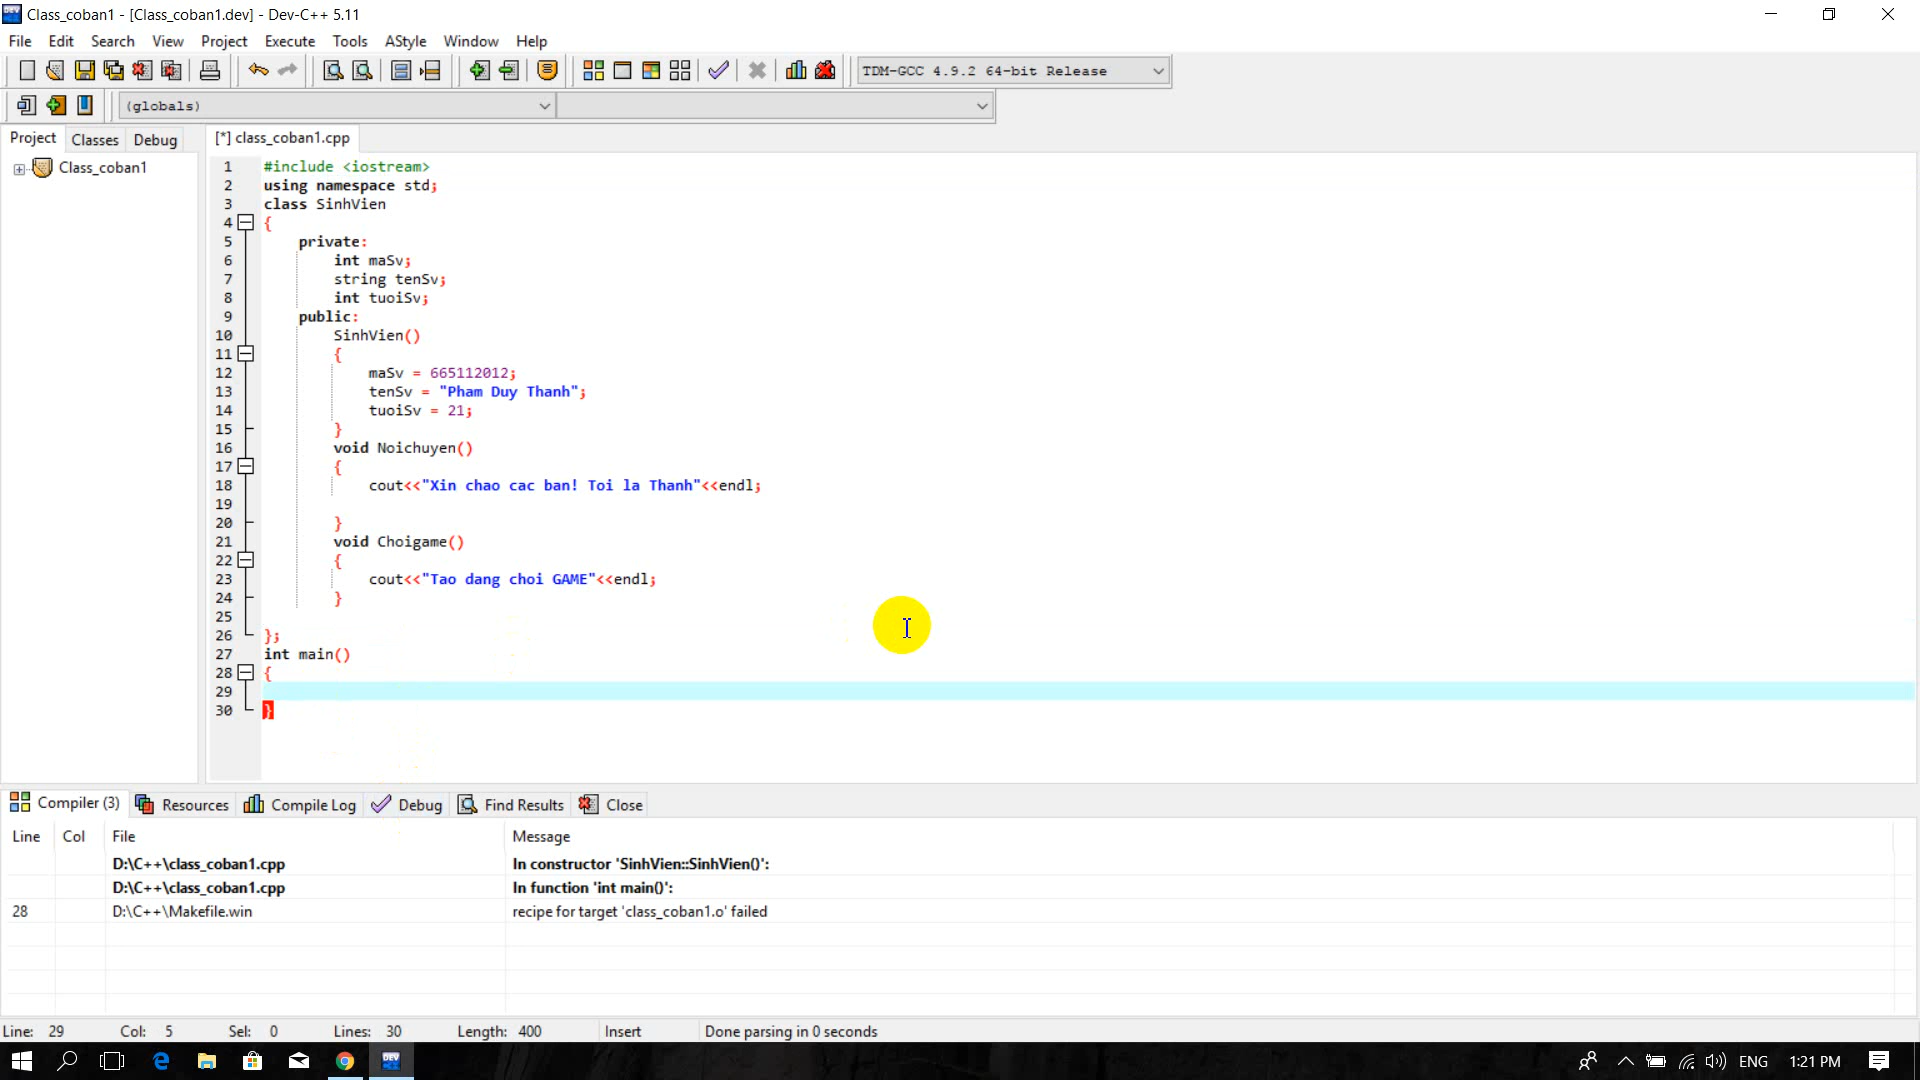 Class_coban1 - [Class_coban1.dev] - Dev-C++ 5.11
File Edit Search View Project Execute Tools AStyle Window Help
TDM-GCC 4.9.2 64-bit Release
(globals)
Project Classes Debug
[*] class_coban1.cpp
Class_coban1
1 #include <iostream>
2 using namespace std;
3 class SinhVien
4 {
5 private:
6 int maSv;
7 string tenSv;
8 int tuoiSv;
9 public:
10 SinhVien()
11 {
12 maSv = 665112012;
13 tenSv = "Pham Duy Thanh";
14 tuoiSv = 21;
15 }
16 void Noichuyen()
17 {
18 cout<<"Xin chao cac ban! Toi la Thanh"<<endl;
19
20 }
21 void Choigame()
22 {
23 cout<<"Tao dang choi GAME"<<endl;
24 }
25
26 };
27 int main()
28 {
29
30 }
Compiler (3) Resources Compile Log Debug Find Results Close
Line Col File Message
D:\C++\class_coban1.cpp In constructor 'SinhVien::SinhVien()':
D:\C++\class_coban1.cpp In function 'int main()':
28 D:\C++\Makefile.win recipe for target 'class_coban1.o' failed
Line: 29 Col: 5 Sel: 0 Lines: 30 Length: 400 Insert Done parsing in 0 seconds
DEV
ENG 1:21 PM